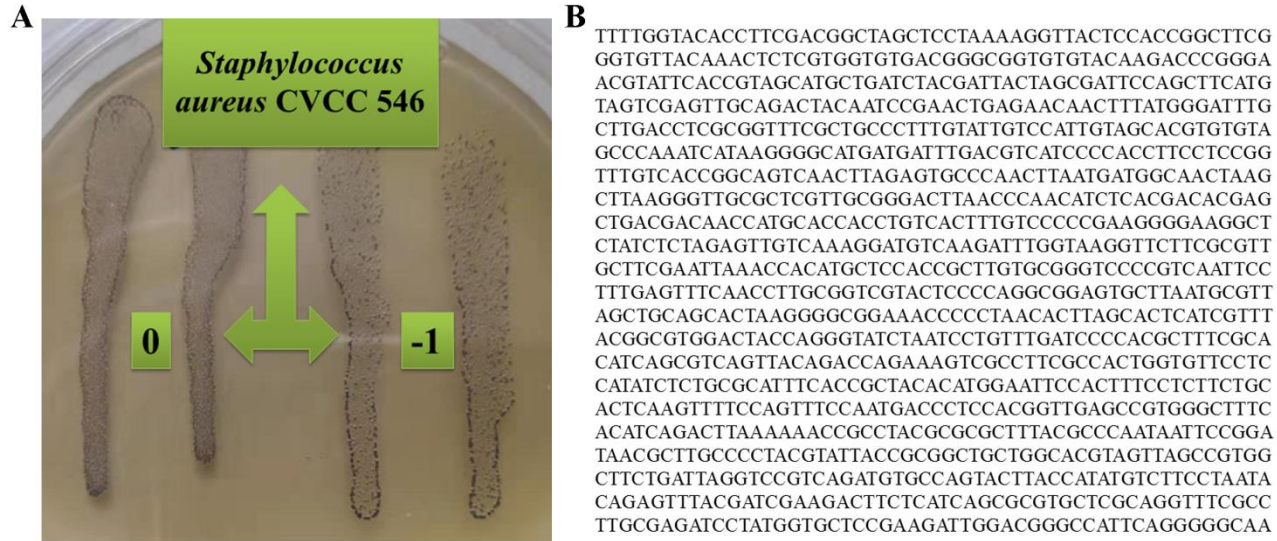 A
Staphylococcus
aureus CVCC 546
0
-1
B
TTTTGGTACACCTTCGACGGCTAGCTCCTAAAAGGTTACTCCACCGGCTTCG
GGTGTTACAAACTCTCGTGGTGTGACGGGCGGTGTGTACAAGACCCGGGA
ACGTATTCACCGTAGCATGCTGATCTACGATTACTAGCGATTCCAGCTTCATG
TAGTCGAGTTGCAGACTACAATCCGAACTGAGAACAACTTTATGGGATTTG
CTTGACCTCGCGGTTTCGCTGCCCTTTGTATTGTCCATTGTAGCACGTGTGTA
GCCCAAATCATAAGGGGCATGATGATTTGACGTCATCCCCACCTTCCTCCGG
TTTGTCACCGGCAGTCAACTTAGAGTGCCCAACTTAATGATGGCAACTAAG
CTTAAGGGTTGCGCTCGTTGCGGGACTTAACCCAACATCTCACGACACGAG
CTGACGACAACCATGCACCACCTGTCACTTTGTCCCCCGAAGGGGAAGGCT
CTATCTCTAGAGTTGTCAAAGGATGTCAAGATTTGGTAAGGTTCTTCGCGTT
GCTTCGAATTAAACCACATGCTCCACCGCTTGTGCGGGTCCCCGTCAATTCC
TTTGAGTTTCAACCTTGCGGTCGTACTCCCCAGGCGGAGTGCTTAATGCGTT
AGCTGCAGCACTAAGGGGCGGAAACCCCCTAACACTTAGCACTCATCGTTT
ACGGCGTGGACTACCAGGGTATCTAATCCTGTTTGATCCCCACGCTTTCGCA
CATCAGCGTCAGTTACAGACCAGAAAGTCGCCTTCGCCACTGGTGTTCCTC
CATATCTCTGCGCATTTCACCGCTACACATGGAATTCCACTTTCCTCTTCTGC
ACTCAAGTTTTCCAGTTTCCAATGACCCTCCACGGTTGAGCCGTGGGCTTTC
ACATCAGACTTAAAAAACCGCCTACGCGCGCTTTACGCCCAATAATTCCGGA
TAACGCTTGCCCCTACGTATTACCGCGGCTGCTGGCACGTAGTTAGCCGTGG
CTTCTGATTAGGTCCGTCAGATGTGCCAGTACTTACCATATGTCTTCCTAATA
CAGAGTTTACGATCGAAGACTTCTCATCAGCGCGTGCTCGCAGGTTTCGCC
TTGCGAGATCCTATGGTGCTCCGAAGATTGGACGGGCCATTCAGGGGGCAA